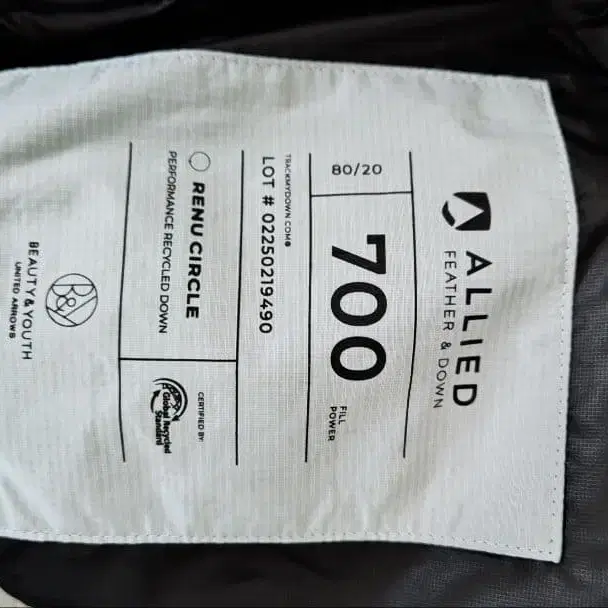 ALLIED
FEATHER & DOWN
80/20
700
FILL
POWER
TRACKMYDOWN.COM®
LOT # 02250219490
RENU CIRCLE
PERFORMANCE RECYCLED DOWN
CERTIFIED BY:
Global Recycled
Standard
B&Y
BEAUTY & YOUTH
UNITED ARROWS